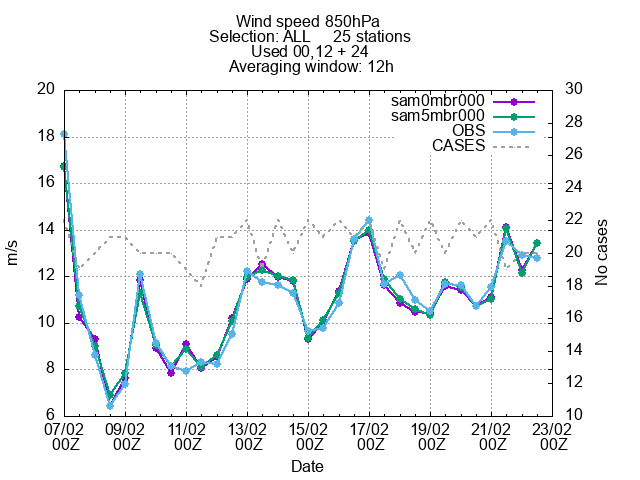 Wind speed 850hPa
Selection: ALL 25 stations
Used 00,12 + 24
Averaging window: 12h
sam0mbr000
sam5mbr000
OBS
CASES
m/s
20
18
16
14
12
10
8
6
No cases
30
28
26
24
22
20
18
16
14
12
10
07/02 09/02 11/02 13/02 15/02 17/02 19/02 21/02 23/02
00Z 00Z 00Z 00Z 00Z 00Z 00Z 00Z 00Z
Date